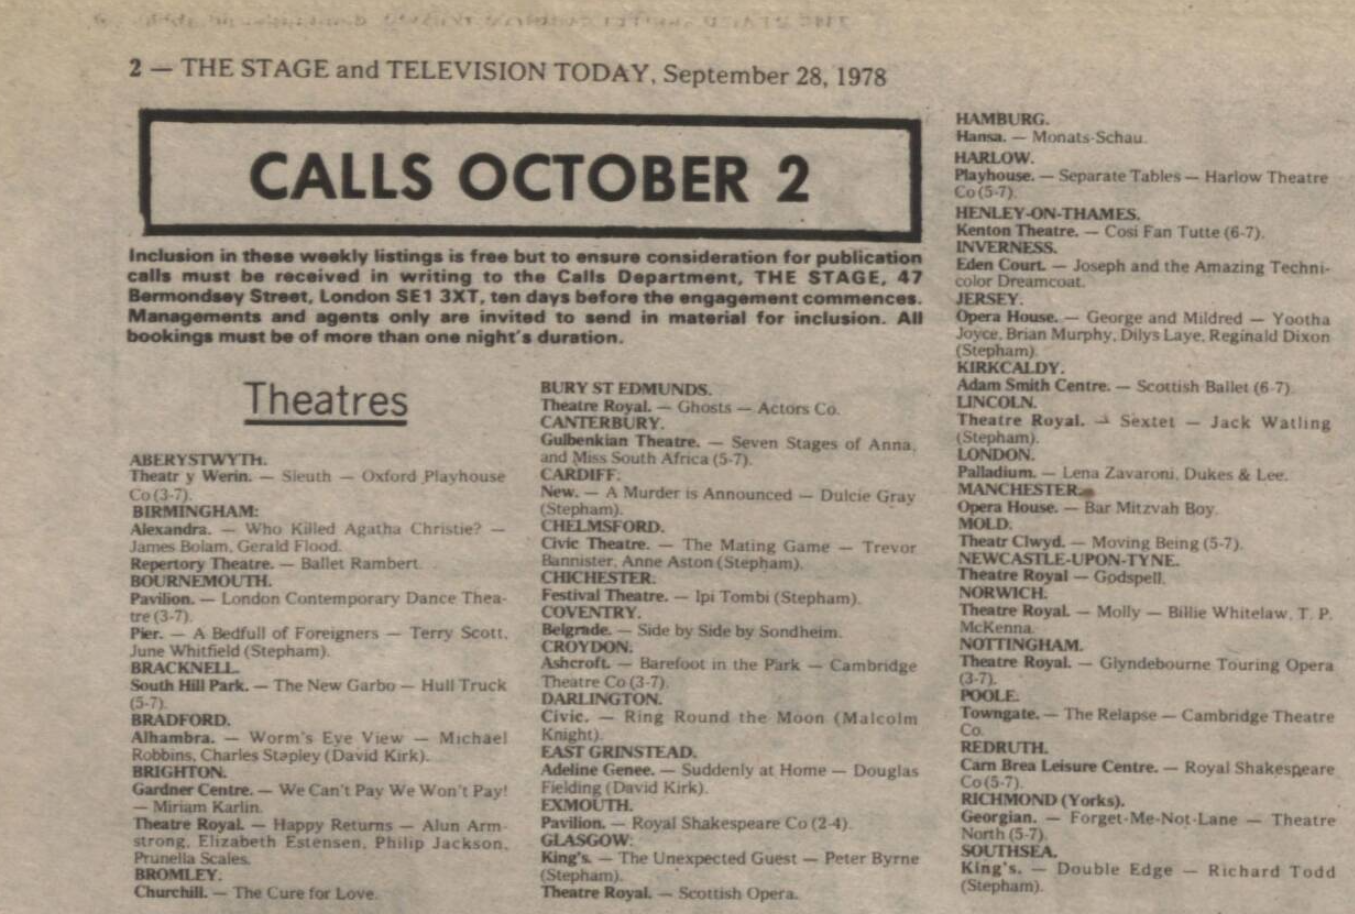 2 — THE STAGE and TELEVISION TODAY, September 28, 1978
CALLS OCTOBER 2
Inclusion in these weekly listings is free but to ensure consideration for publication
calls must be received in writing to the Calls Department, THE STAGE, 47
Bermondsey Street, London SE1 3XT, ten days before the engagement commences.
Managements and agents only are invited to send in material for inclusion. All
bookings must be of more than one night's duration.
Theatres
ABERYSTWYTH.
Theatr y Werin. — Sleuth — Oxford Playhouse
Co (3-7).
BIRMINGHAM:
Alexandra. — Who Killed Agatha Christie? —
James Bolam, Gerald Flood.
Repertory Theatre. — Ballet Rambert.
BOURNEMOUTH.
Pavilion. — London Contemporary Dance Thea-
tre (3-7).
Pier. — A Bedfull of Foreigners — Terry Scott,
June Whitfield (Stepham).
BRACKNELL.
South Hill Park. — The New Garbo — Hull Truck
(5-7).
BRADFORD.
Alhambra. — Worm's Eye View — Michael
Robbins, Charles Stapley (David Kirk).
BRIGHTON.
Gardner Centre. — We Can't Pay We Won't Pay!
— Miriam Karlin.
Theatre Royal. — Happy Returns — Alun Arm-
strong, Elizabeth Estensen, Philip Jackson,
Prunella Scales.
BROMLEY.
Churchill. — The Cure for Love.
BURY ST EDMUNDS.
Theatre Royal. — Ghosts — Actors Co.
CANTERBURY.
Gulbenkian Theatre. — Seven Stages of Anna,
and Miss South Africa (5-7).
CARDIFF.
New. — A Murder is Announced — Dulcie Gray
(Stepham).
CHELMSFORD.
Civic Theatre. — The Mating Game — Trevor
Bannister, Anne Aston (Stepham).
CHICHESTER.
Festival Theatre. — Ipi Tombi (Stepham).
COVENTRY.
Belgrade. — Side by Side by Sondheim.
CROYDON.
Ashcroft. — Barefoot in the Park — Cambridge
Theatre Co (3-7).
DARLINGTON.
Civic. — Ring Round the Moon (Malcolm
Knight).
EAST GRINSTEAD.
Adeline Genee. — Suddenly at Home — Douglas
Fielding (David Kirk).
EXMOUTH.
Pavilion. — Royal Shakespeare Co (2-4).
GLASGOW:
King's. — The Unexpected Guest — Peter Byrne
(Stepham).
Theatre Royal. — Scottish Opera.
HAMBURG.
Hansa. — Monats-Schau.
HARLOW.
Playhouse. — Separate Tables — Harlow Theatre
Co (5-7).
HENLEY-ON-THAMES.
Kenton Theatre. — Cosi Fan Tutte (6-7).
INVERNESS.
Eden Court. — Joseph and the Amazing Techni-
color Dreamcoat.
JERSEY.
Opera House. — George and Mildred — Yootha
Joyce, Brian Murphy, Dilys Laye, Reginald Dixon
(Stepham).
KIRKCALDY.
Adam Smith Centre. — Scottish Ballet (6-7).
LINCOLN.
Theatre Royal. — Sextet — Jack Watling
(Stepham).
LONDON.
Palladium. — Lena Zavaroni, Dukes & Lee.
MANCHESTER.
Opera House. — Bar Mitzvah Boy.
MOLD.
Theatr Clwyd. — Moving Being (5-7).
NEWCASTLE-UPON-TYNE.
Theatre Royal — Godspell.
NORWICH.
Theatre Royal. — Molly — Billie Whitelaw, T. P.
McKenna.
NOTTINGHAM.
Theatre Royal. — Glyndebourne Touring Opera
(3-7).
POOLE.
Towngate. — The Relapse — Cambridge Theatre
Co.
REDRUTH.
Carn Brea Leisure Centre. — Royal Shakespeare
Co (5-7).
RICHMOND (Yorks).
Georgian. — Forget-Me-Not-Lane — Theatre
North (5-7).
SOUTHSEA.
King's. — Double Edge — Richard Todd
(Stepham).